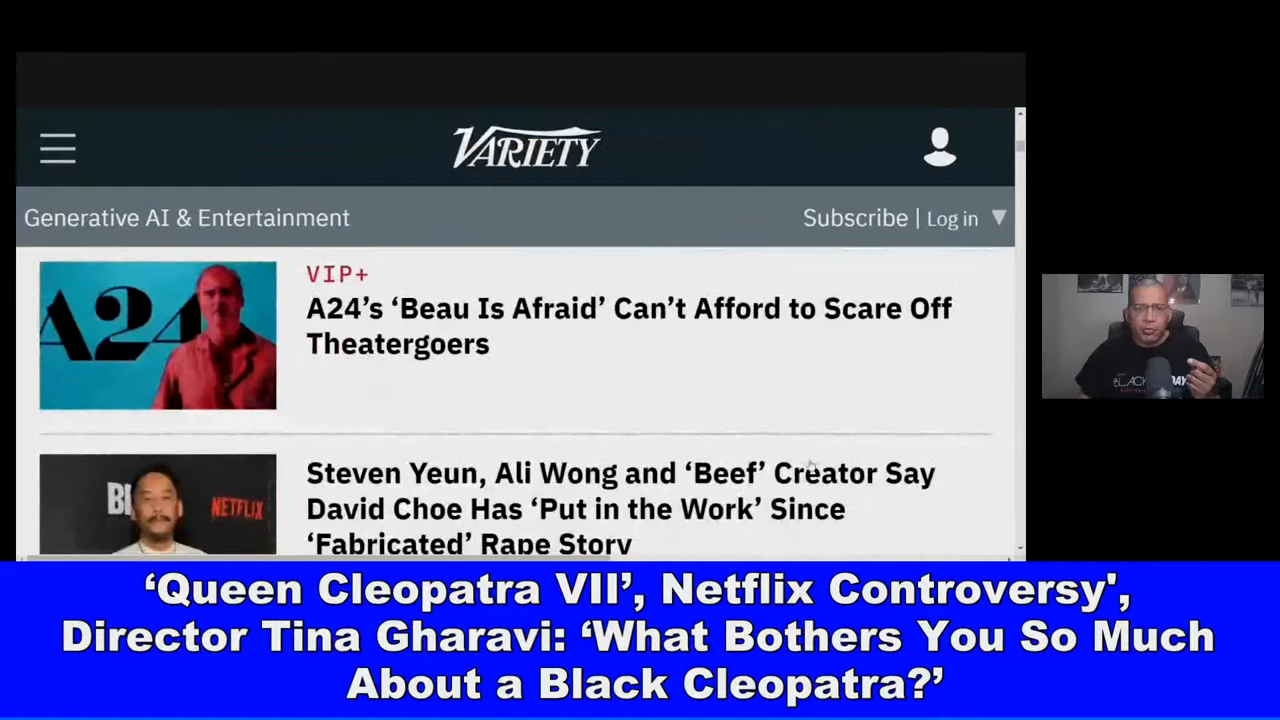 VARIETY
Generative AI & Entertainment
Subscribe | Log in ▼
A24
VIP+
A24’s ‘Beau Is Afraid’ Can’t Afford to Scare Off
Theatergoers
NETFLIX
Steven Yeun, Ali Wong and ‘Beef’ Creator Say
David Choe Has ‘Put in the Work’ Since
‘Fabricated’ Rape Story
‘Queen Cleopatra VII’, Netflix Controversy',
Director Tina Gharavi: ‘What Bothers You So Much
About a Black Cleopatra?’